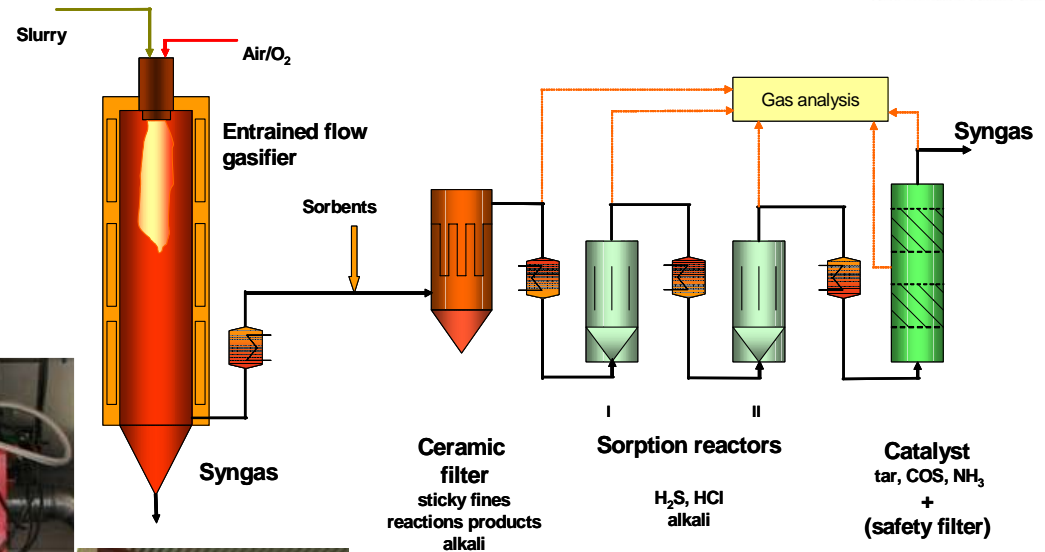 Slurry
Air/O₂
Entrained flow
gasifier
Gas analysis
Syngas
Sorbents
Syngas
Ceramic
filter
sticky fines
reactions products
alkali
I
II
Sorption reactors
H₂S, HCl
alkali
Catalyst
tar, COS, NH₃
+
(safety filter)